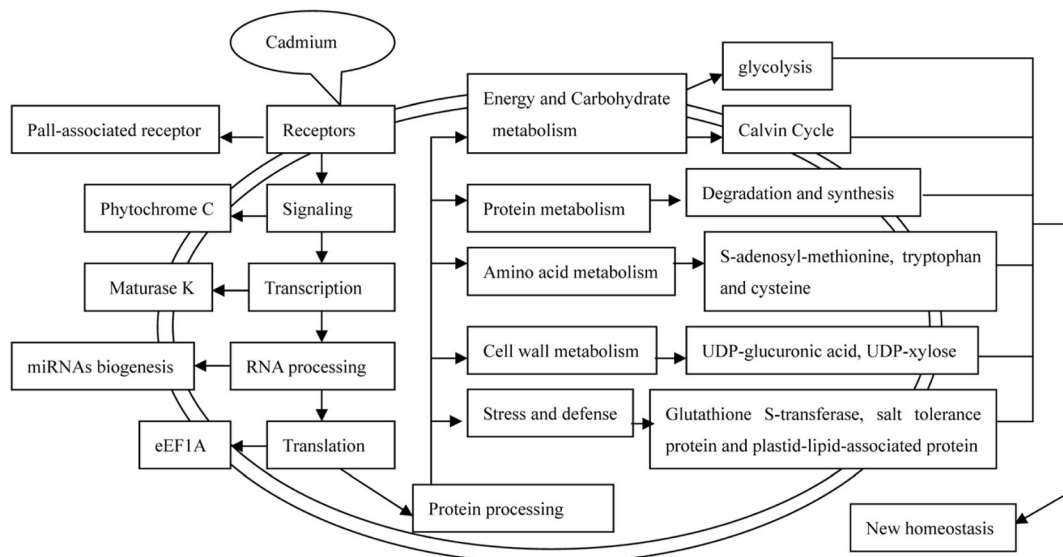 Cadmium
glycolysis
Energy and Carbohydrate
metabolism
Pall-associated receptor
Receptors
Calvin Cycle
Degradation and synthesis
Phytochrome C
Signaling
Protein metabolism
S-adenosyl-methionine, tryptophan
and cysteine
Amino acid metabolism
Maturase K
Transcription
miRNAs biogenesis
RNA processing
Cell wall metabolism
UDP-glucuronic acid, UDP-xylose
Stress and defense
Glutathione S-transferase, salt tolerance
protein and plastid-lipid-associated protein
eEF1A
Translation
Protein processing
New homeostasis